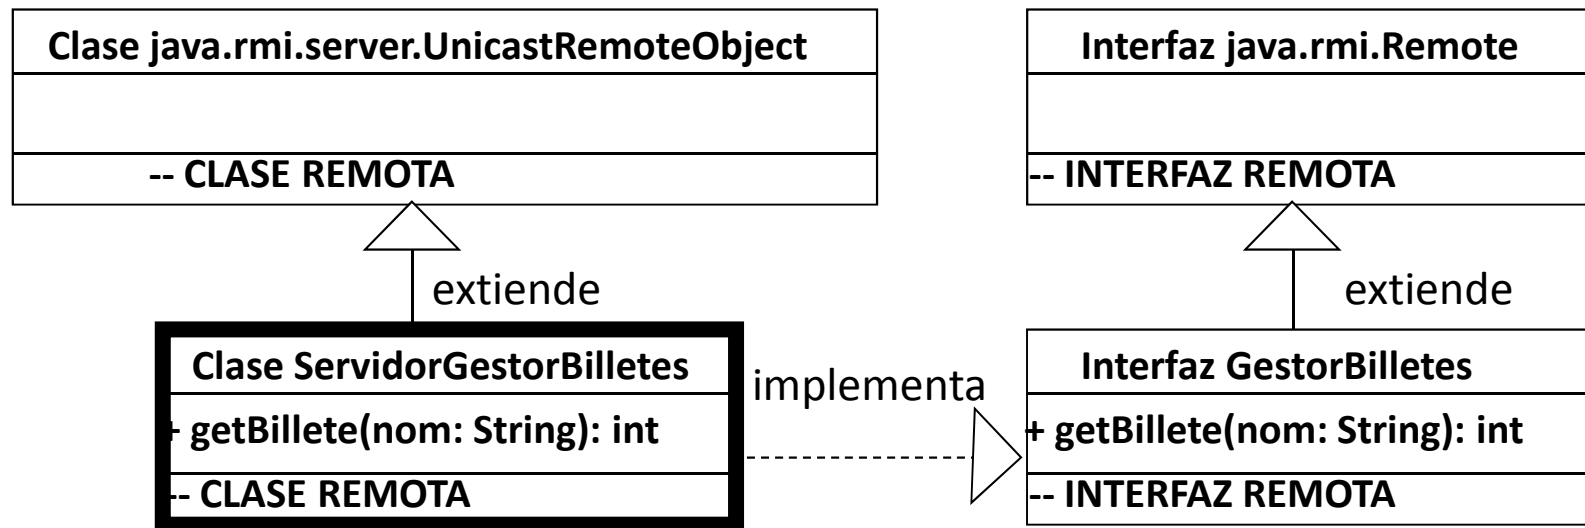 Clase java.rmi.server.UnicastRemoteObject
-- CLASE REMOTA
Interfaz java.rmi.Remote
-- INTERFAZ REMOTA
extiende
extiende
Clase ServidorGestorBilletes
+ getBillete(nom: String): int
-- CLASE REMOTA
implementa
Interfaz GestorBilletes
+ getBillete(nom: String): int
-- INTERFAZ REMOTA